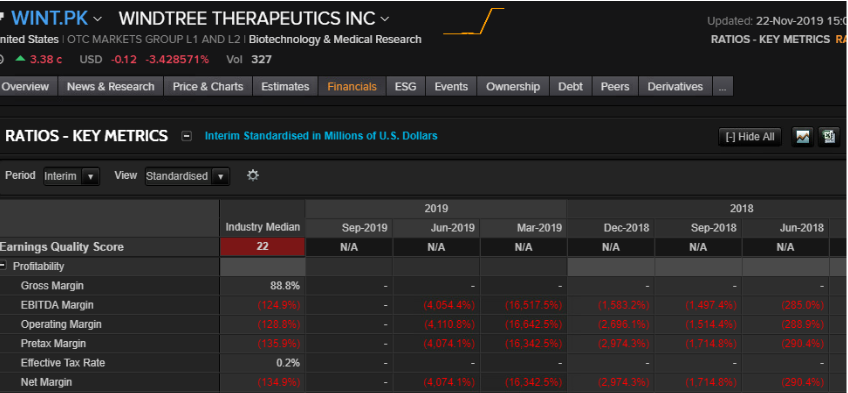 WINT.PK WINDTREE THERAPEUTICS INC
Updated: 22-Nov-2019 15:0
nited States | OTC MARKETS GROUP L1 AND L2 | Biotechnology & Medical Research
RATIOS - KEY METRICS RA
3.38 c USD -0.12 -3.428571% Vol 327
Overview News & Research Price & Charts Estimates Financials ESG Events Ownership Debt Peers Derivatives ...
RATIOS - KEY METRICS Interim Standardised in Millions of U.S. Dollars [-] Hide All
Period Interim View Standardised
2019 2018
Industry Median Sep-2019 Jun-2019 Mar-2019 Dec-2018 Sep-2018 Jun-2018
Earnings Quality Score 22 N/A N/A N/A N/A N/A N/A
Profitability
Gross Margin 88.8% - - - - - -
EBITDA Margin (124.9%) - (4,054.4%) (16,517.5%) (1,583.2%) (1,497.4%) (285.0%)
Operating Margin (128.8%) - (4,110.8%) (16,642.5%) (2,696.1%) (1,514.4%) (288.9%)
Pretax Margin (135.9%) - (4,074.1%) (16,342.5%) (2,974.3%) (1,714.8%) (290.4%)
Effective Tax Rate 0.2% - - - - - -
Net Margin (134.9%) - (4,074.1%) (16,342.5%) (2,974.3%) (1,714.8%) (290.4%)